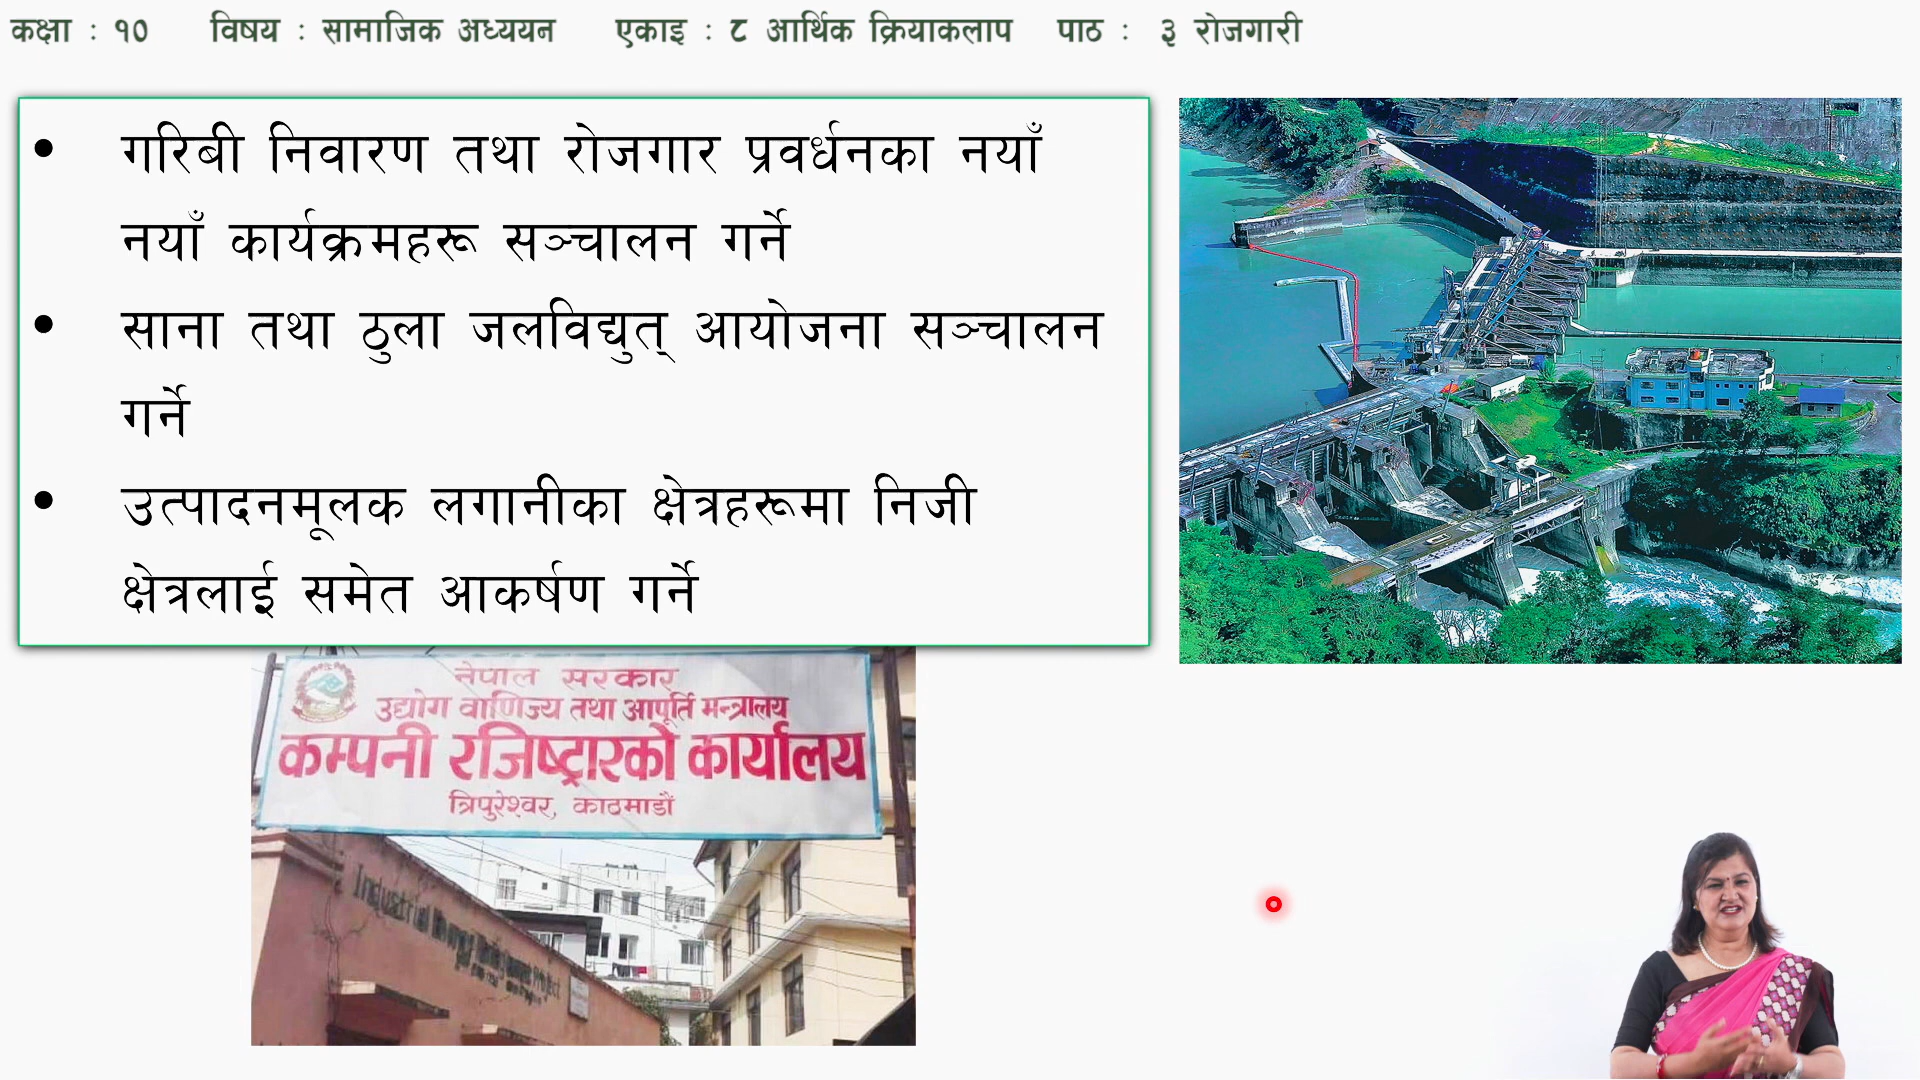 कक्षा : १० विषय : सामाजिक अध्ययन एकाइ : ८ आर्थिक क्रियाकलाप पाठ : ३ रोजगारी
• गरिबी निवारण तथा रोजगार प्रवर्धनका नयाँ
नयाँ कार्यक्रमहरू सञ्चालन गर्ने
• साना तथा ठुला जलविद्युत् आयोजना सञ्चालन
गर्ने
• उत्पादनमूलक लगानीका क्षेत्रहरूमा निजी
क्षेत्रलाई समेत आकर्षण गर्ने
नेपाल सरकार
उद्योग वाणिज्य तथा आपूर्ति मन्त्रालय
कम्पनी रजिष्ट्रारको कार्यालय
त्रिपुरेश्वर, काठमाडौं
Industrial